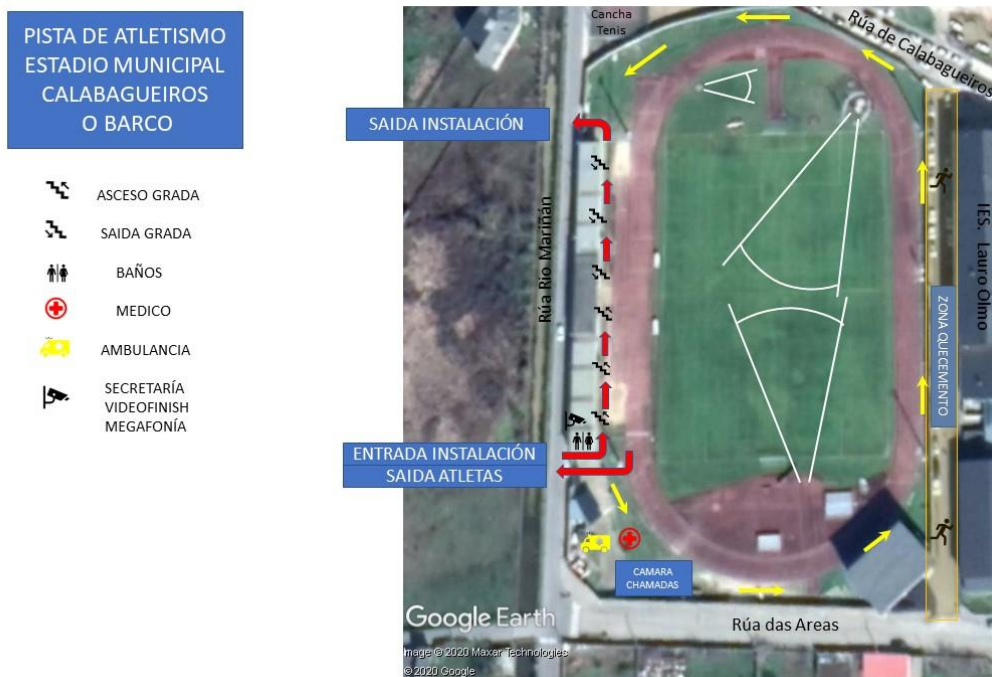 PISTA DE ATLETISMO
ESTADIO MUNICIPAL
CALABAGUEIROS
O BARCO
ASCESO GRADA
SAIDA GRADA
BAÑOS
MEDICO
AMBULANCIA
SECRETARÍA
VIDEOFINISH
MEGAFONÍA
Cancha
Tenis
Rúa de Calabagueiros
SAIDA INSTALACIÓN
Rúa Rio Mariñán
IES. Lauro Olmo
ZONA QUECEMENTO
ENTRADA INSTALACIÓN
SAIDA ATLETAS
CAMARA
CHAMADAS
Google Earth
Rúa das Areas
Image © 2020 Maxar Technologies
© 2020 Google